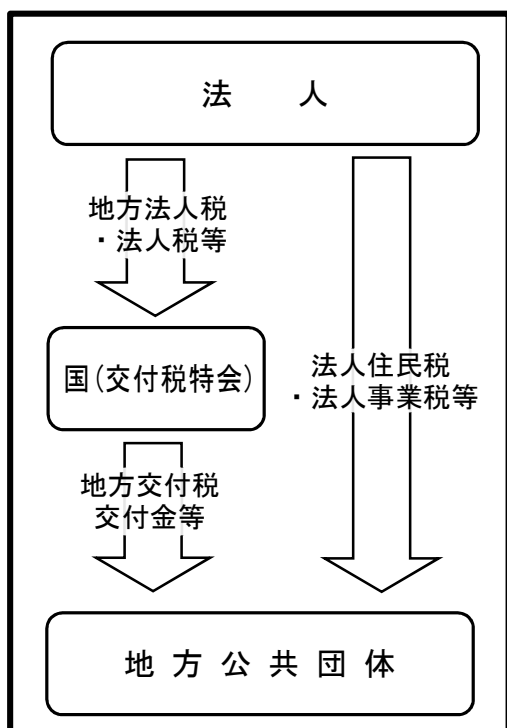 法　人
地方法人税
・法人税等
国(交付税特会)
法人住民税
・法人事業税等
地方交付税
交付金等
地方公共団体